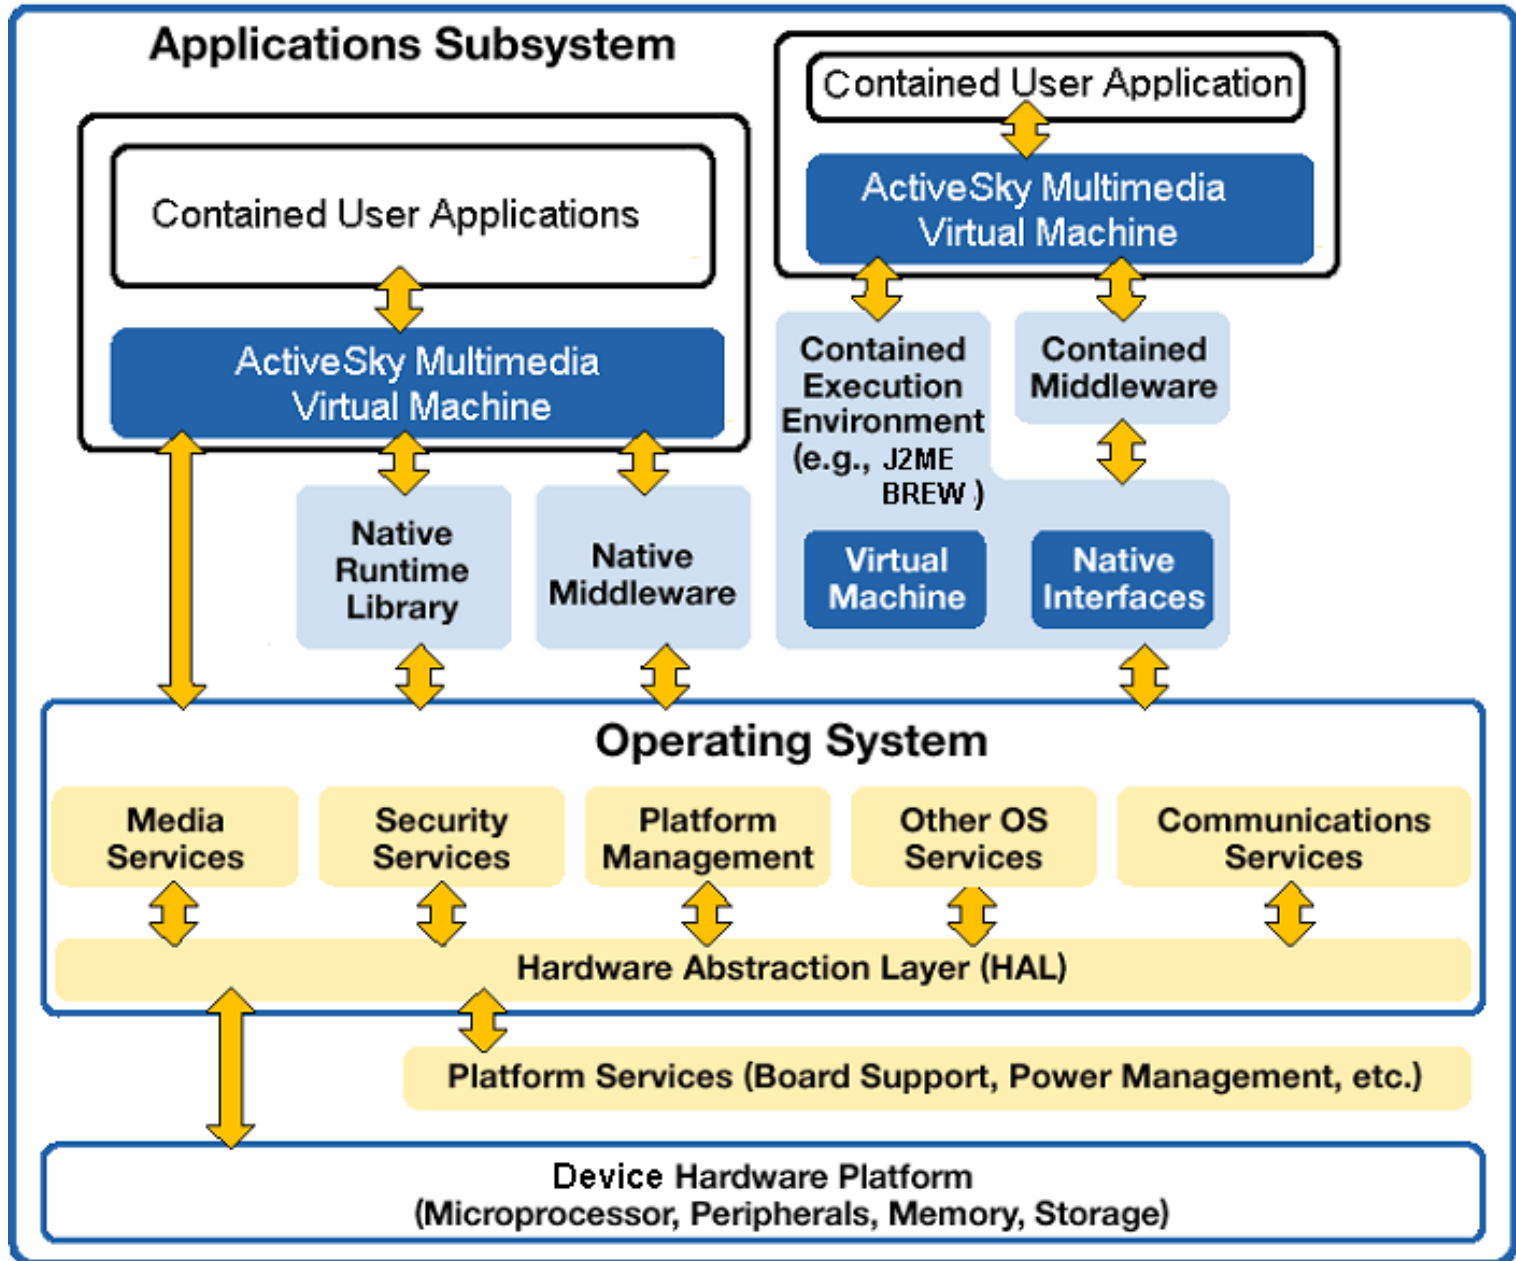 Applications Subsystem
Contained User Applications
ActiveSky Multimedia
Virtual Machine
Contained User Application
ActiveSky Multimedia
Virtual Machine
Native
Runtime
Library
Native
Middleware
Contained
Execution
Environment
(e.g., J2ME
BREW )
Contained
Middleware
Virtual
Machine
Native
Interfaces
Operating System
Media
Services
Security
Services
Platform
Management
Other OS
Services
Communications
Services
Hardware Abstraction Layer (HAL)
Platform Services (Board Support, Power Management, etc.)
Device Hardware Platform
(Microprocessor, Peripherals, Memory, Storage)